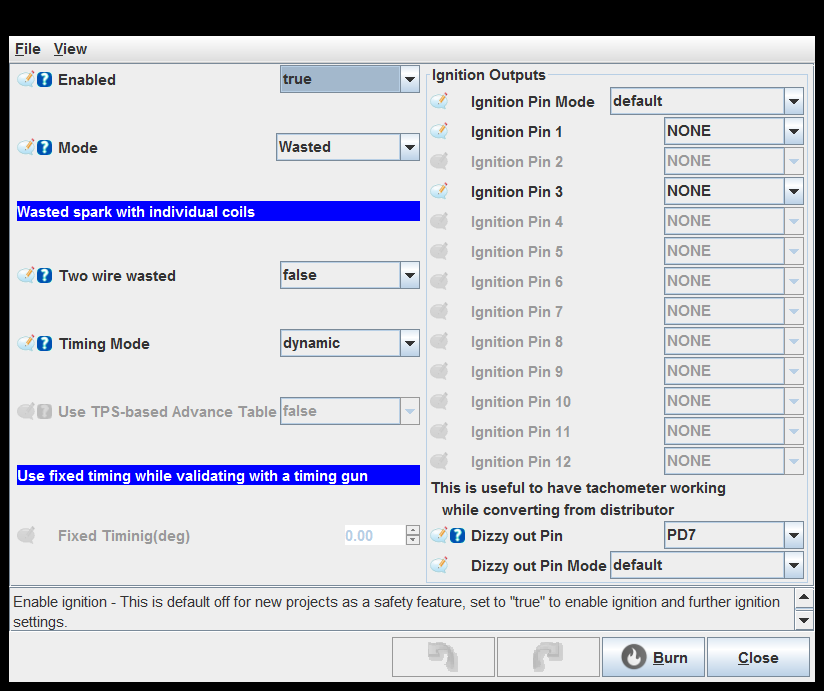 File View
Enabled true
Mode Wasted
Wasted spark with individual coils
Two wire wasted false
Timing Mode dynamic
Use TPS-based Advance Table false
Use fixed timing while validating with a timing gun
Fixed Timinig(deg) 0.00
Ignition Outputs
Ignition Pin Mode default
Ignition Pin 1 NONE
Ignition Pin 2 NONE
Ignition Pin 3 NONE
Ignition Pin 4 NONE
Ignition Pin 5 NONE
Ignition Pin 6 NONE
Ignition Pin 7 NONE
Ignition Pin 8 NONE
Ignition Pin 9 NONE
Ignition Pin 10 NONE
Ignition Pin 11 NONE
Ignition Pin 12 NONE
This is useful to have tachometer working
while converting from distributor
Dizzy out Pin PD7
Dizzy out Pin Mode default
Enable ignition - This is default off for new projects as a safety feature, set to "true" to enable ignition and further ignition
settings.
Burn Close